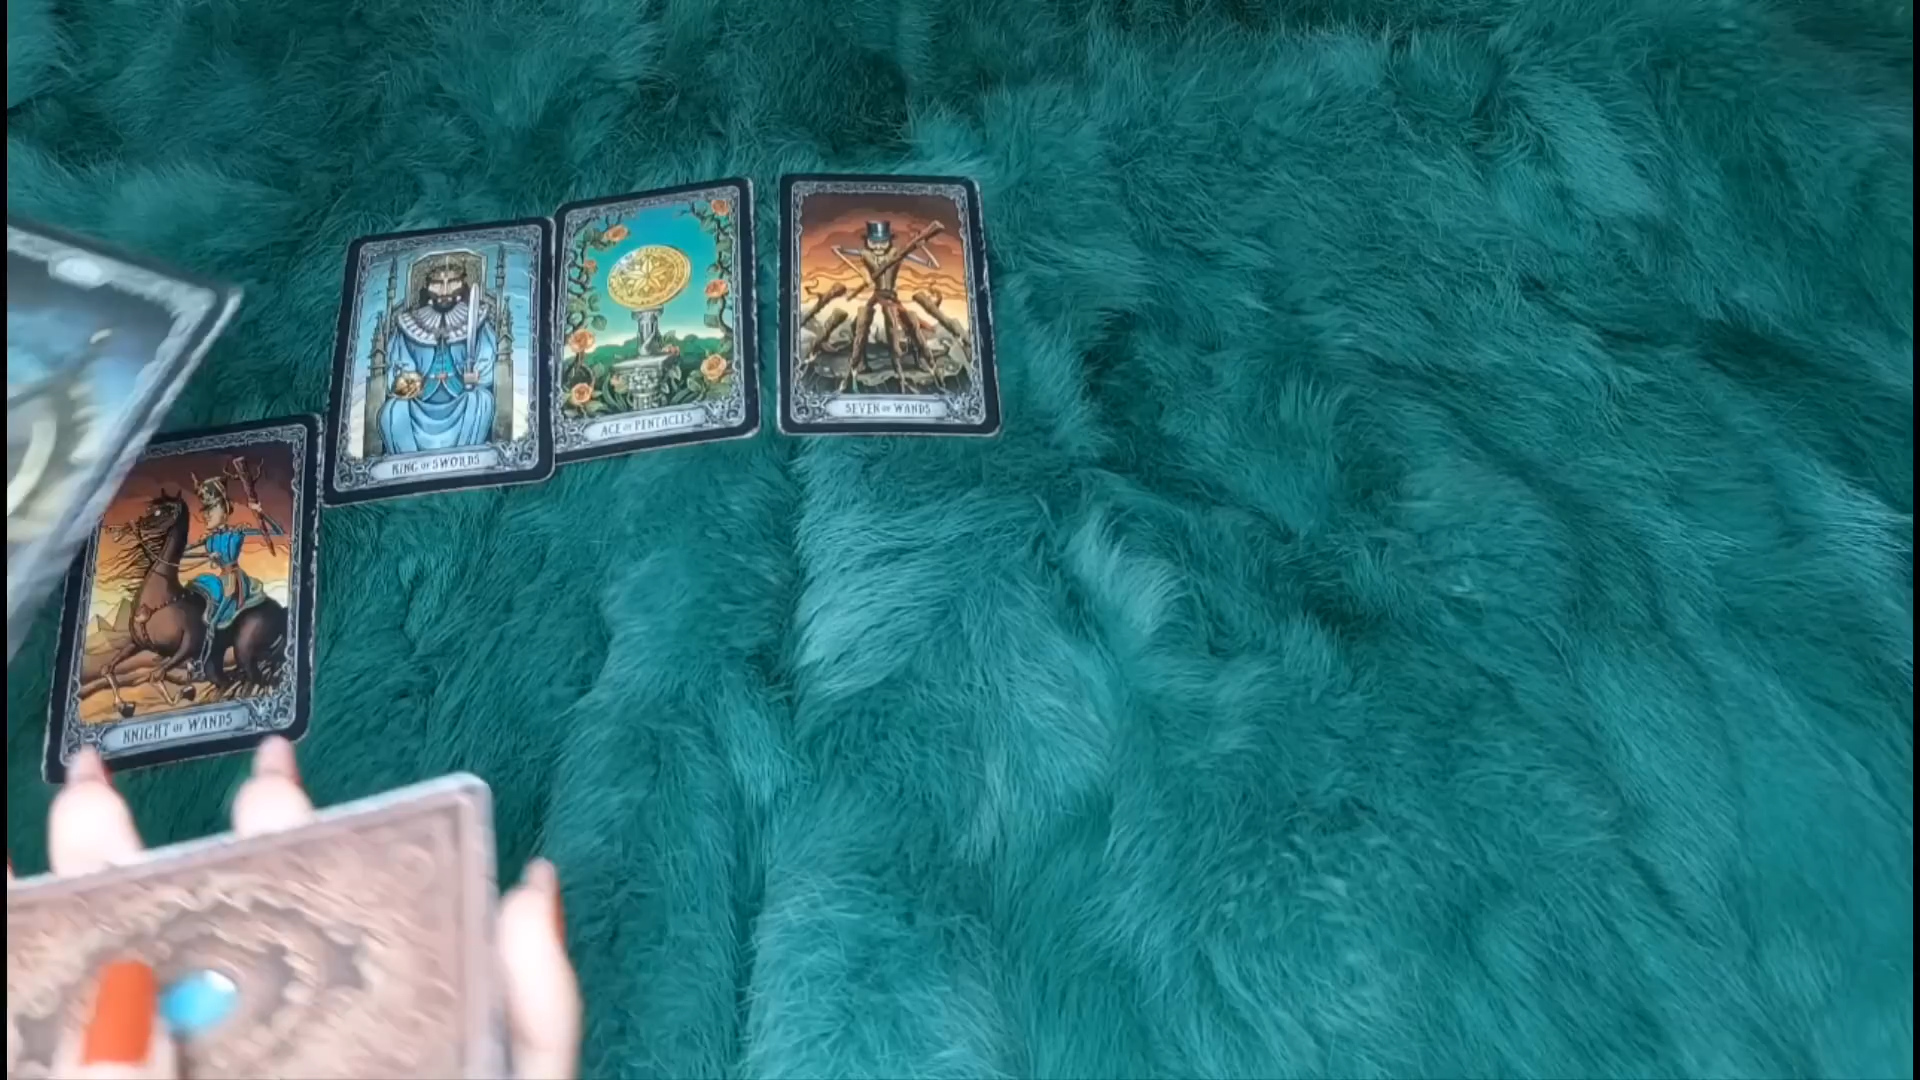 KING OF SWORDS
ACE OF PENTACLES
SEVEN OF WANDS
KNIGHT OF WANDS